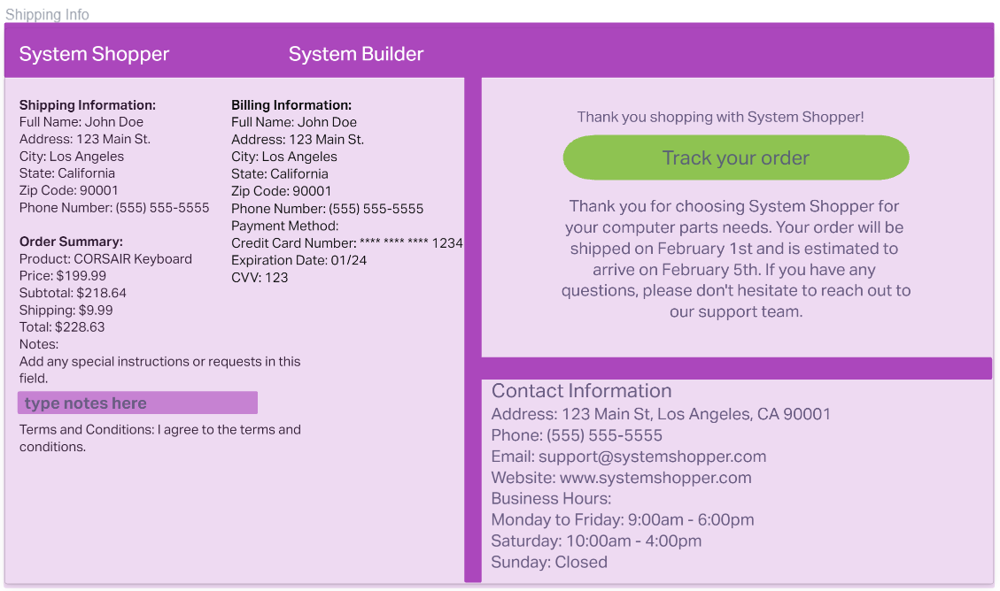 Shipping Info
System Shopper
System Builder
Shipping Information:
Full Name: John Doe
Address: 123 Main St.
City: Los Angeles
State: California
Zip Code: 90001
Phone Number: (555) 555-5555
Order Summary:
Product: CORSAIR Keyboard
Price: $199.99
Subtotal: $218.64
Shipping: $9.99
Total: $228.63
Notes:
Add any special instructions or requests in this
field.
type notes here
Terms and Conditions: I agree to the terms and
conditions.
Billing Information:
Full Name: John Doe
Address: 123 Main St.
City: Los Angeles
State: California
Zip Code: 90001
Phone Number: (555) 555-5555
Payment Method:
Credit Card Number: **** **** **** 1234
Expiration Date: 01/24
CVV: 123
Thank you shopping with System Shopper!
Track your order
Thank you for choosing System Shopper for
your computer parts needs. Your order will be
shipped on February 1st and is estimated to
arrive on February 5th. If you have any
questions, please don't hesitate to reach out to
our support team.
Contact Information
Address: 123 Main St, Los Angeles, CA 90001
Phone: (555) 555-5555
Email: support@systemshopper.com
Website: www.systemshopper.com
Business Hours:
Monday to Friday: 9:00am - 6:00pm
Saturday: 10:00am - 4:00pm
Sunday: Closed